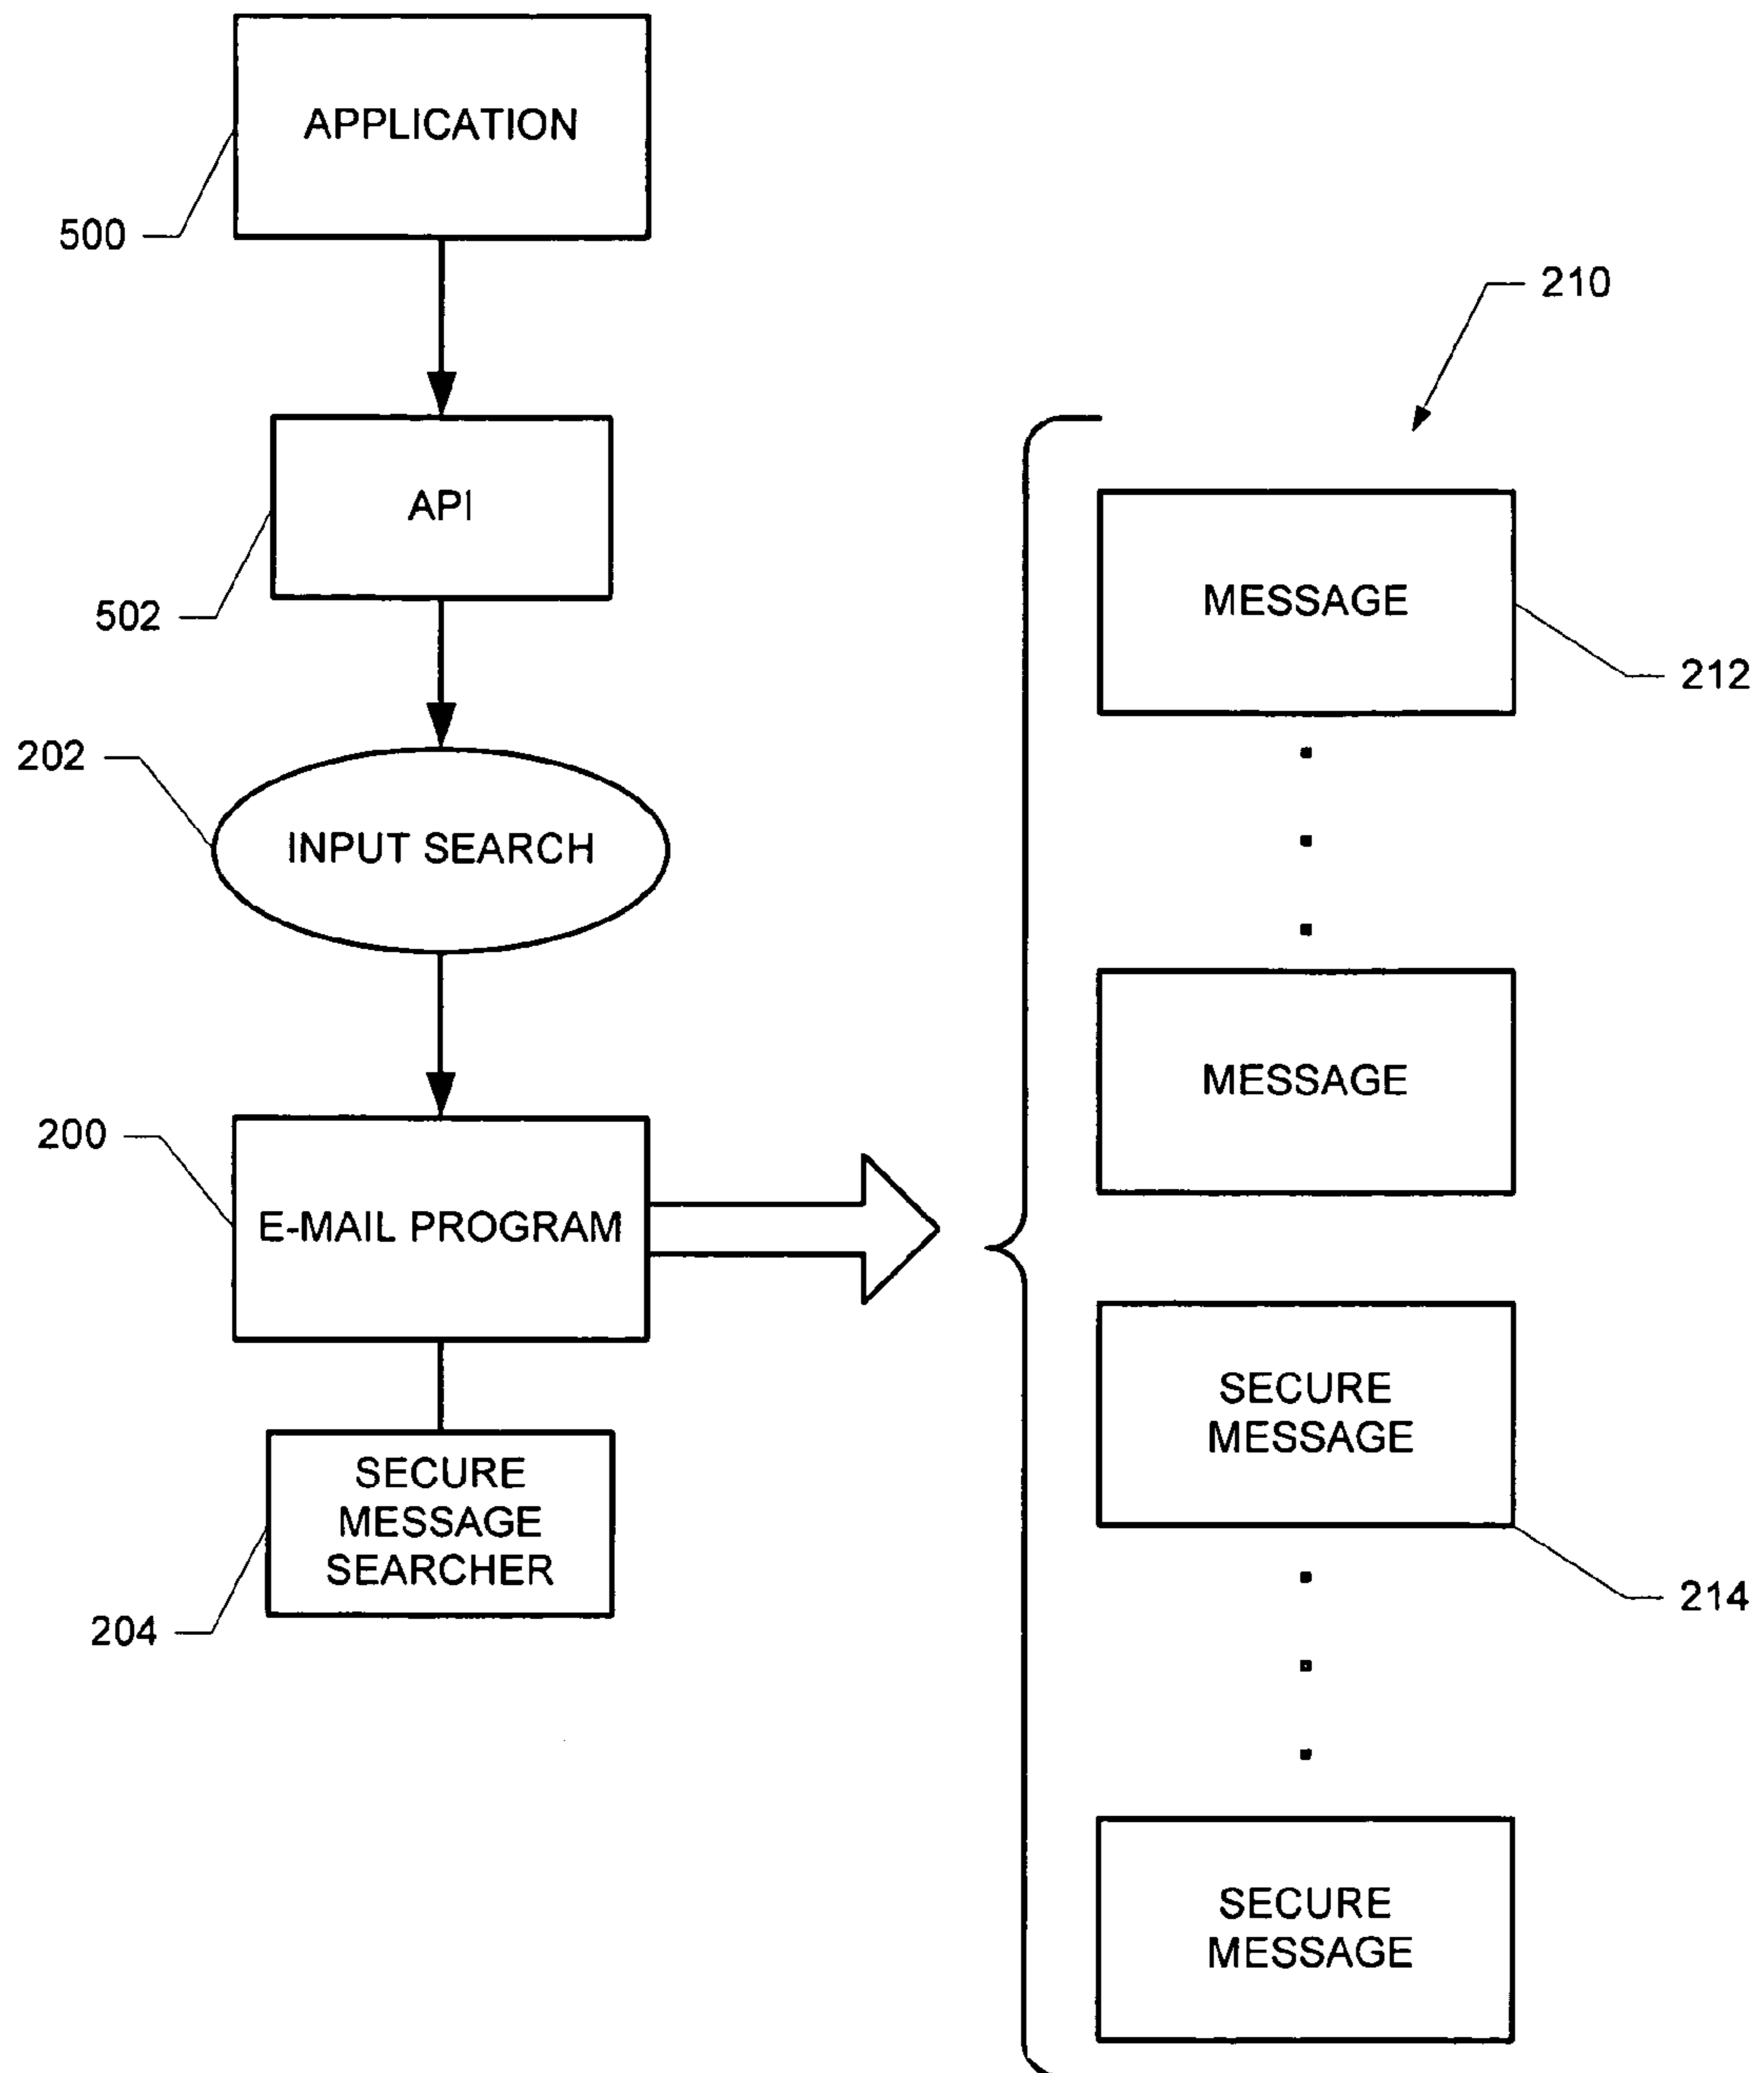 APPLICATION
500
API
502
202
INPUT SEARCH
200
E-MAIL PROGRAM
SECURE
MESSAGE
SEARCHER
204
210
MESSAGE
212
MESSAGE
SECURE
MESSAGE
214
SECURE
MESSAGE